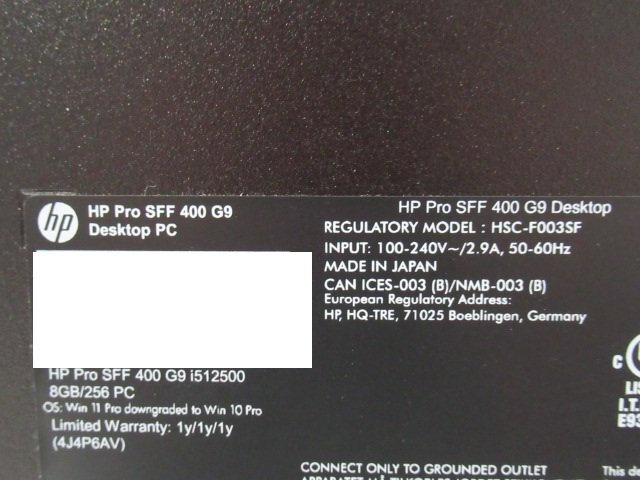 hp
HP Pro SFF 400 G9
Desktop PC
HP Pro SFF 400 G9 i512500
8GB/256 PC
OS: Win 11 Pro downgraded to Win 10 Pro
Limited Warranty: 1y/1y/1y
(4J4P6AV)
HP Pro SFF 400 G9 Desktop
REGULATORY MODEL : HSC-F003SF
INPUT: 100-240V~/2.9A, 50-60Hz
MADE IN JAPAN
CAN ICES-003 (B)/NMB-003 (B)
European Regulatory Address:
HP, HQ-TRE, 71025 Boeblingen, Germany
C
LIS
I.T.
E93
CONNECT ONLY TO GROUNDED OUTLET
This de